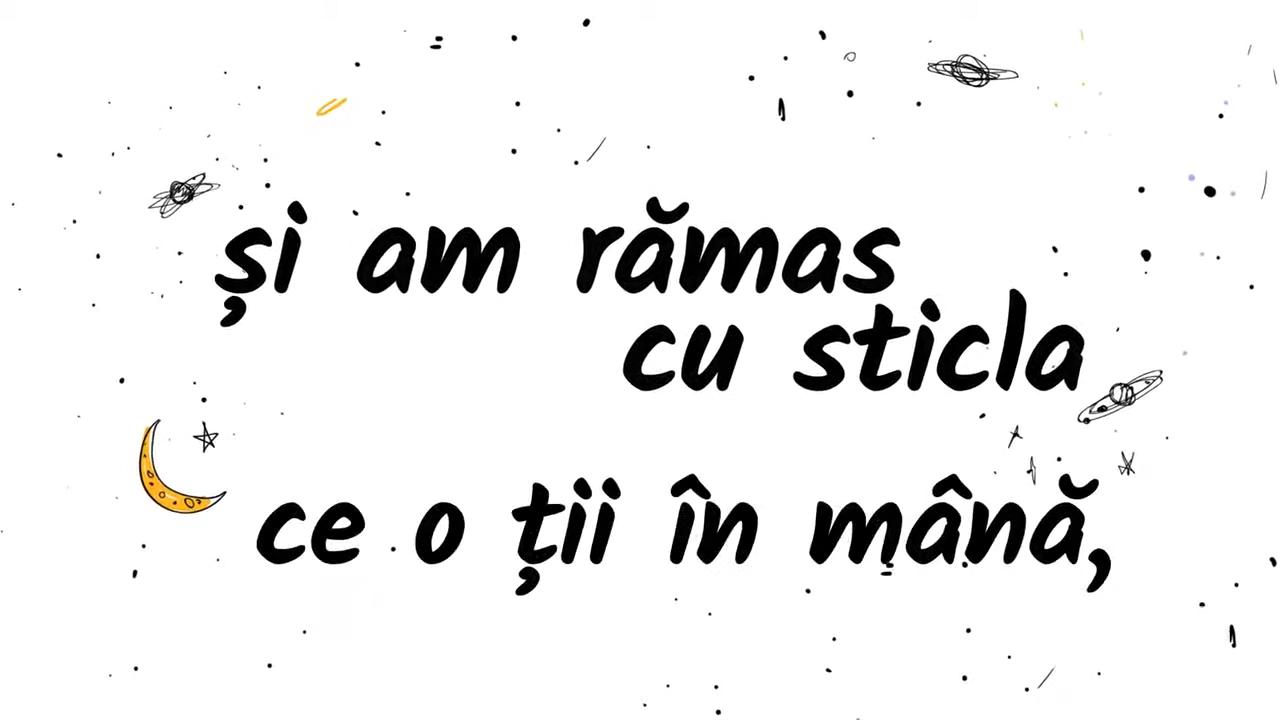 și am rămas
cu sticla
ce o ții în mână,